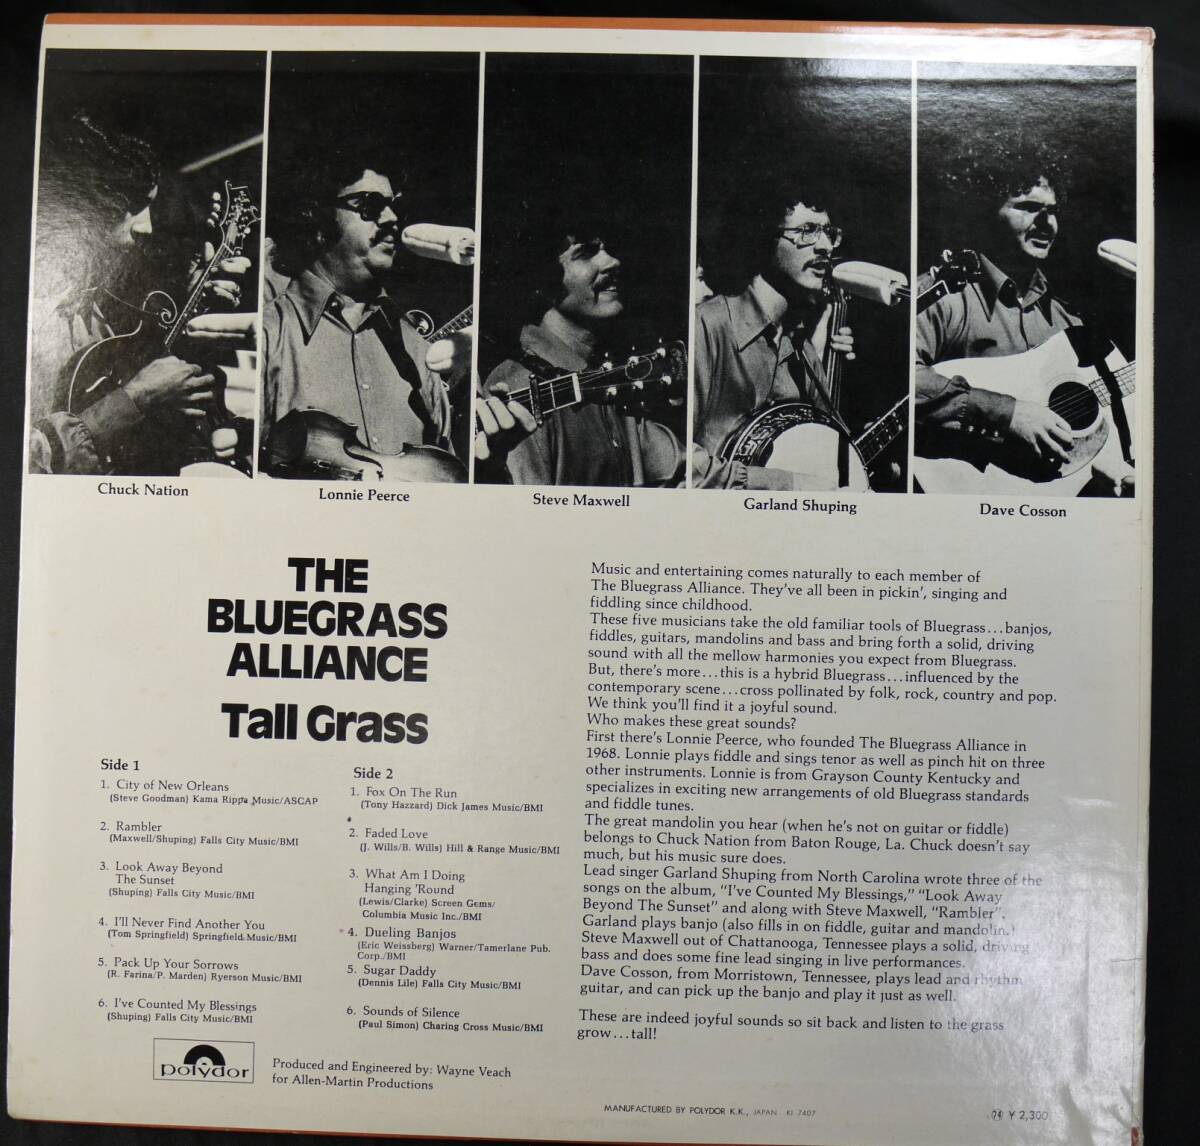 Chuck Nation
Lonnie Peerce
Steve Maxwell
Garland Shuping
Dave Cosson
THE
BLUEGRASS
ALLIANCE
Tall Grass
Side 1
1. City of New Orleans
(Steve Goodman) Kama Rippa Music/ASCAP
2. Rambler
(Maxwell/Shuping) Falls City Music/BMI
3. Look Away Beyond
The Sunset
(Shuping) Falls City Music/BMI
4. I'll Never Find Another You
(Tom Springfield) Springfield Music/BMI
5. Pack Up Your Sorrows
(R. Farina/P. Marden) Ryerson Music/BMI
6. I've Counted My Blessings
(Shuping) Falls City Music/BMI
Side 2
1. Fox On The Run
(Tony Hazzard) Dick James Music/BMI
2. Faded Love
(J. Wills/B. Wills) Hill & Range Music/BMI
3. What Am I Doing
Hanging 'Round
(Lewis/Clarke) Screen Gems/
Columbia Music Inc./BMI
4. Dueling Banjos
(Eric Weissberg) Warner/Tamerlane Pub.
Corp./BMI
5. Sugar Daddy
(Dennis Lile) Falls City Music/BMI
6. Sounds of Silence
(Paul Simon) Charing Cross Music/BMI
polydor
Produced and Engineered by: Wayne Veach
for Allen-Martin Productions
Music and entertaining comes naturally to each member of
The Bluegrass Alliance. They've all been in pickin', singing and
fiddling since childhood.
These five musicians take the old familiar tools of Bluegrass...banjos,
fiddles, guitars, mandolins and bass and bring forth a solid, driving
sound with all the mellow harmonies you expect from Bluegrass.
But, there's more...this is a hybrid Bluegrass...influenced by the
contemporary scene...cross pollinated by folk, rock, country and pop.
We think you'll find it a joyful sound.
Who makes these great sounds?
First there's Lonnie Peerce, who founded The Bluegrass Alliance in
1968. Lonnie plays fiddle and sings tenor as well as pinch hit on three
other instruments. Lonnie is from Grayson County Kentucky and
specializes in exciting new arrangements of old Bluegrass standards
and fiddle tunes.
The great mandolin you hear (when he's not on guitar or fiddle)
belongs to Chuck Nation from Baton Rouge, La. Chuck doesn't say
much, but his music sure does.
Lead singer Garland Shuping from North Carolina wrote three of the
songs on the album, "I've Counted My Blessings," "Look Away
Beyond The Sunset" and along with Steve Maxwell, "Rambler".
Garland plays banjo (also fills in on fiddle, guitar and mandolin.)
Steve Maxwell out of Chattanooga, Tennessee plays a solid, driving
bass and does some fine lead singing in live performances.
Dave Cosson, from Morristown, Tennessee, plays lead and rhythm
guitar, and can pick up the banjo and play it just as well.
These are indeed joyful sounds so sit back and listen to the grass
grow...tall!
MANUFACTURED BY POLYDOR K.K., JAPAN KI 7407
¥ 2,300